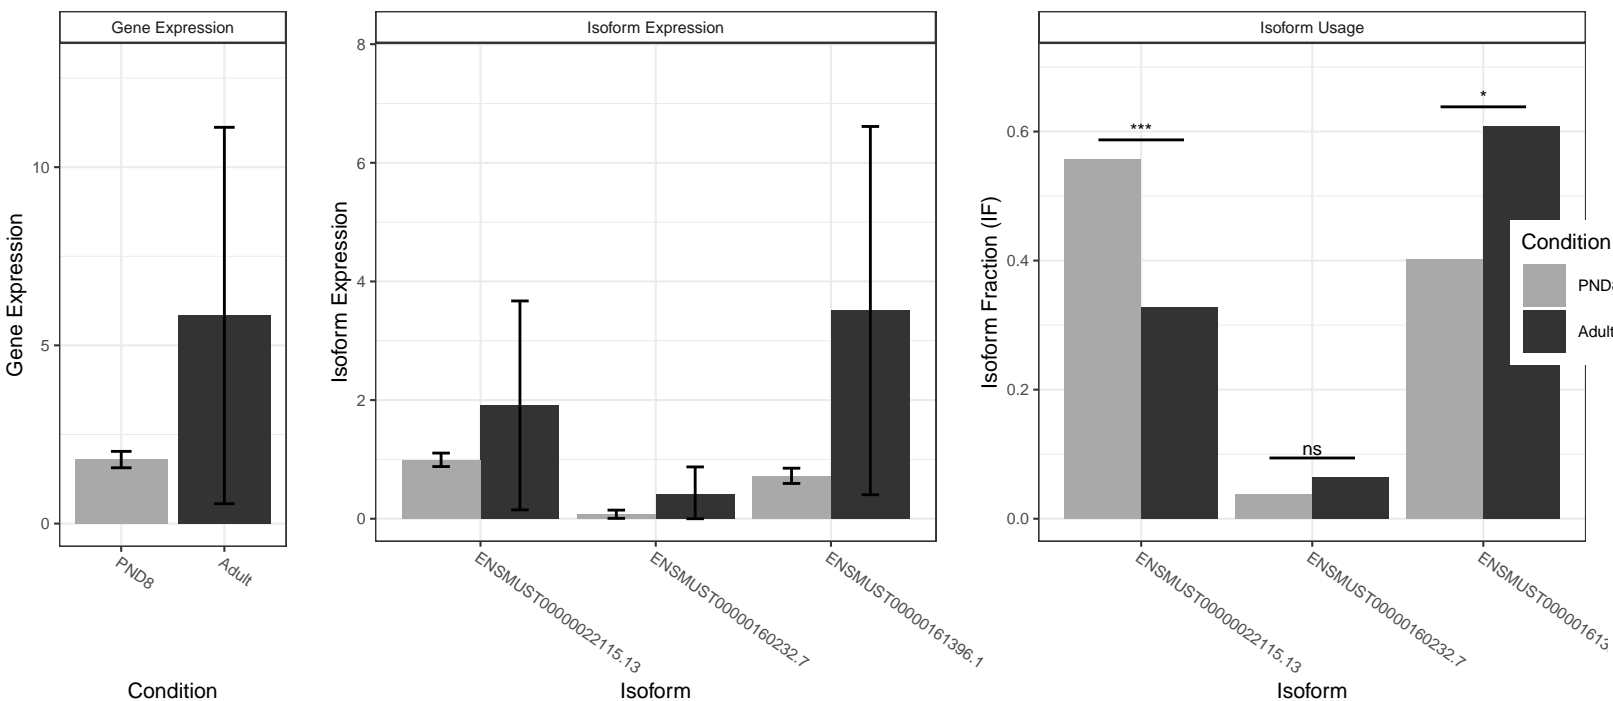 Gene Expression
Gene Expression
10
5
0
PND8
Adult
Condition
Isoform Expression
Isoform Expression
8
6
4
2
0
ENSMUST00000022115.13
ENSMUST00000160232.7
ENSMUST00000161396.1
Isoform
Isoform Usage
Isoform Fraction (IF)
0.6
0.4
0.2
0.0
***
ns
*
ENSMUST00000022115.13
ENSMUST00000160232.7
ENSMUST000001613
Isoform
Condition
PND8
Adult